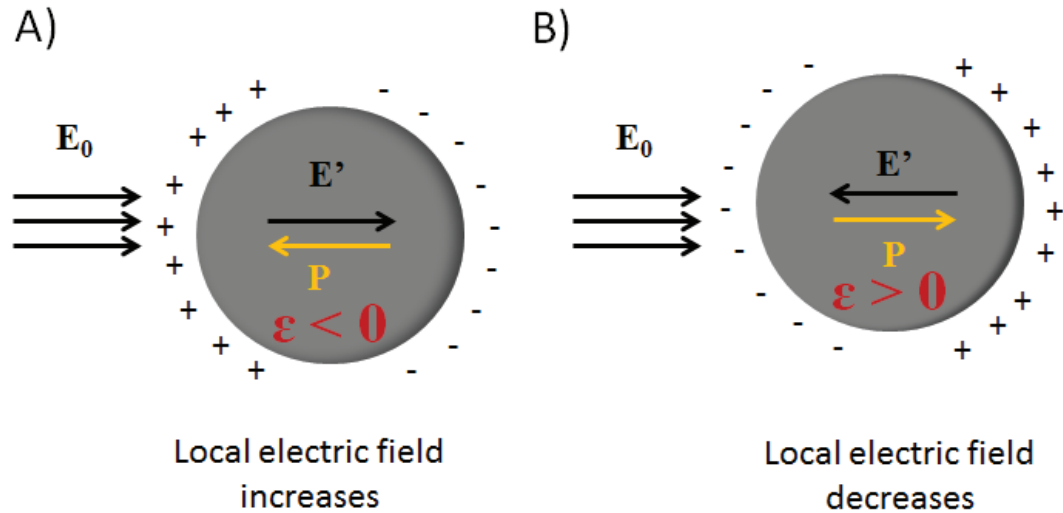 A)
E₀
E’
P
ε < 0
+ + + + + + + + + +
- - - - - - - - - -
Local electric field
increases
B)
E₀
E’
P
ε > 0
- - - - - - - - -
+ + + + + + + + +
Local electric field
decreases